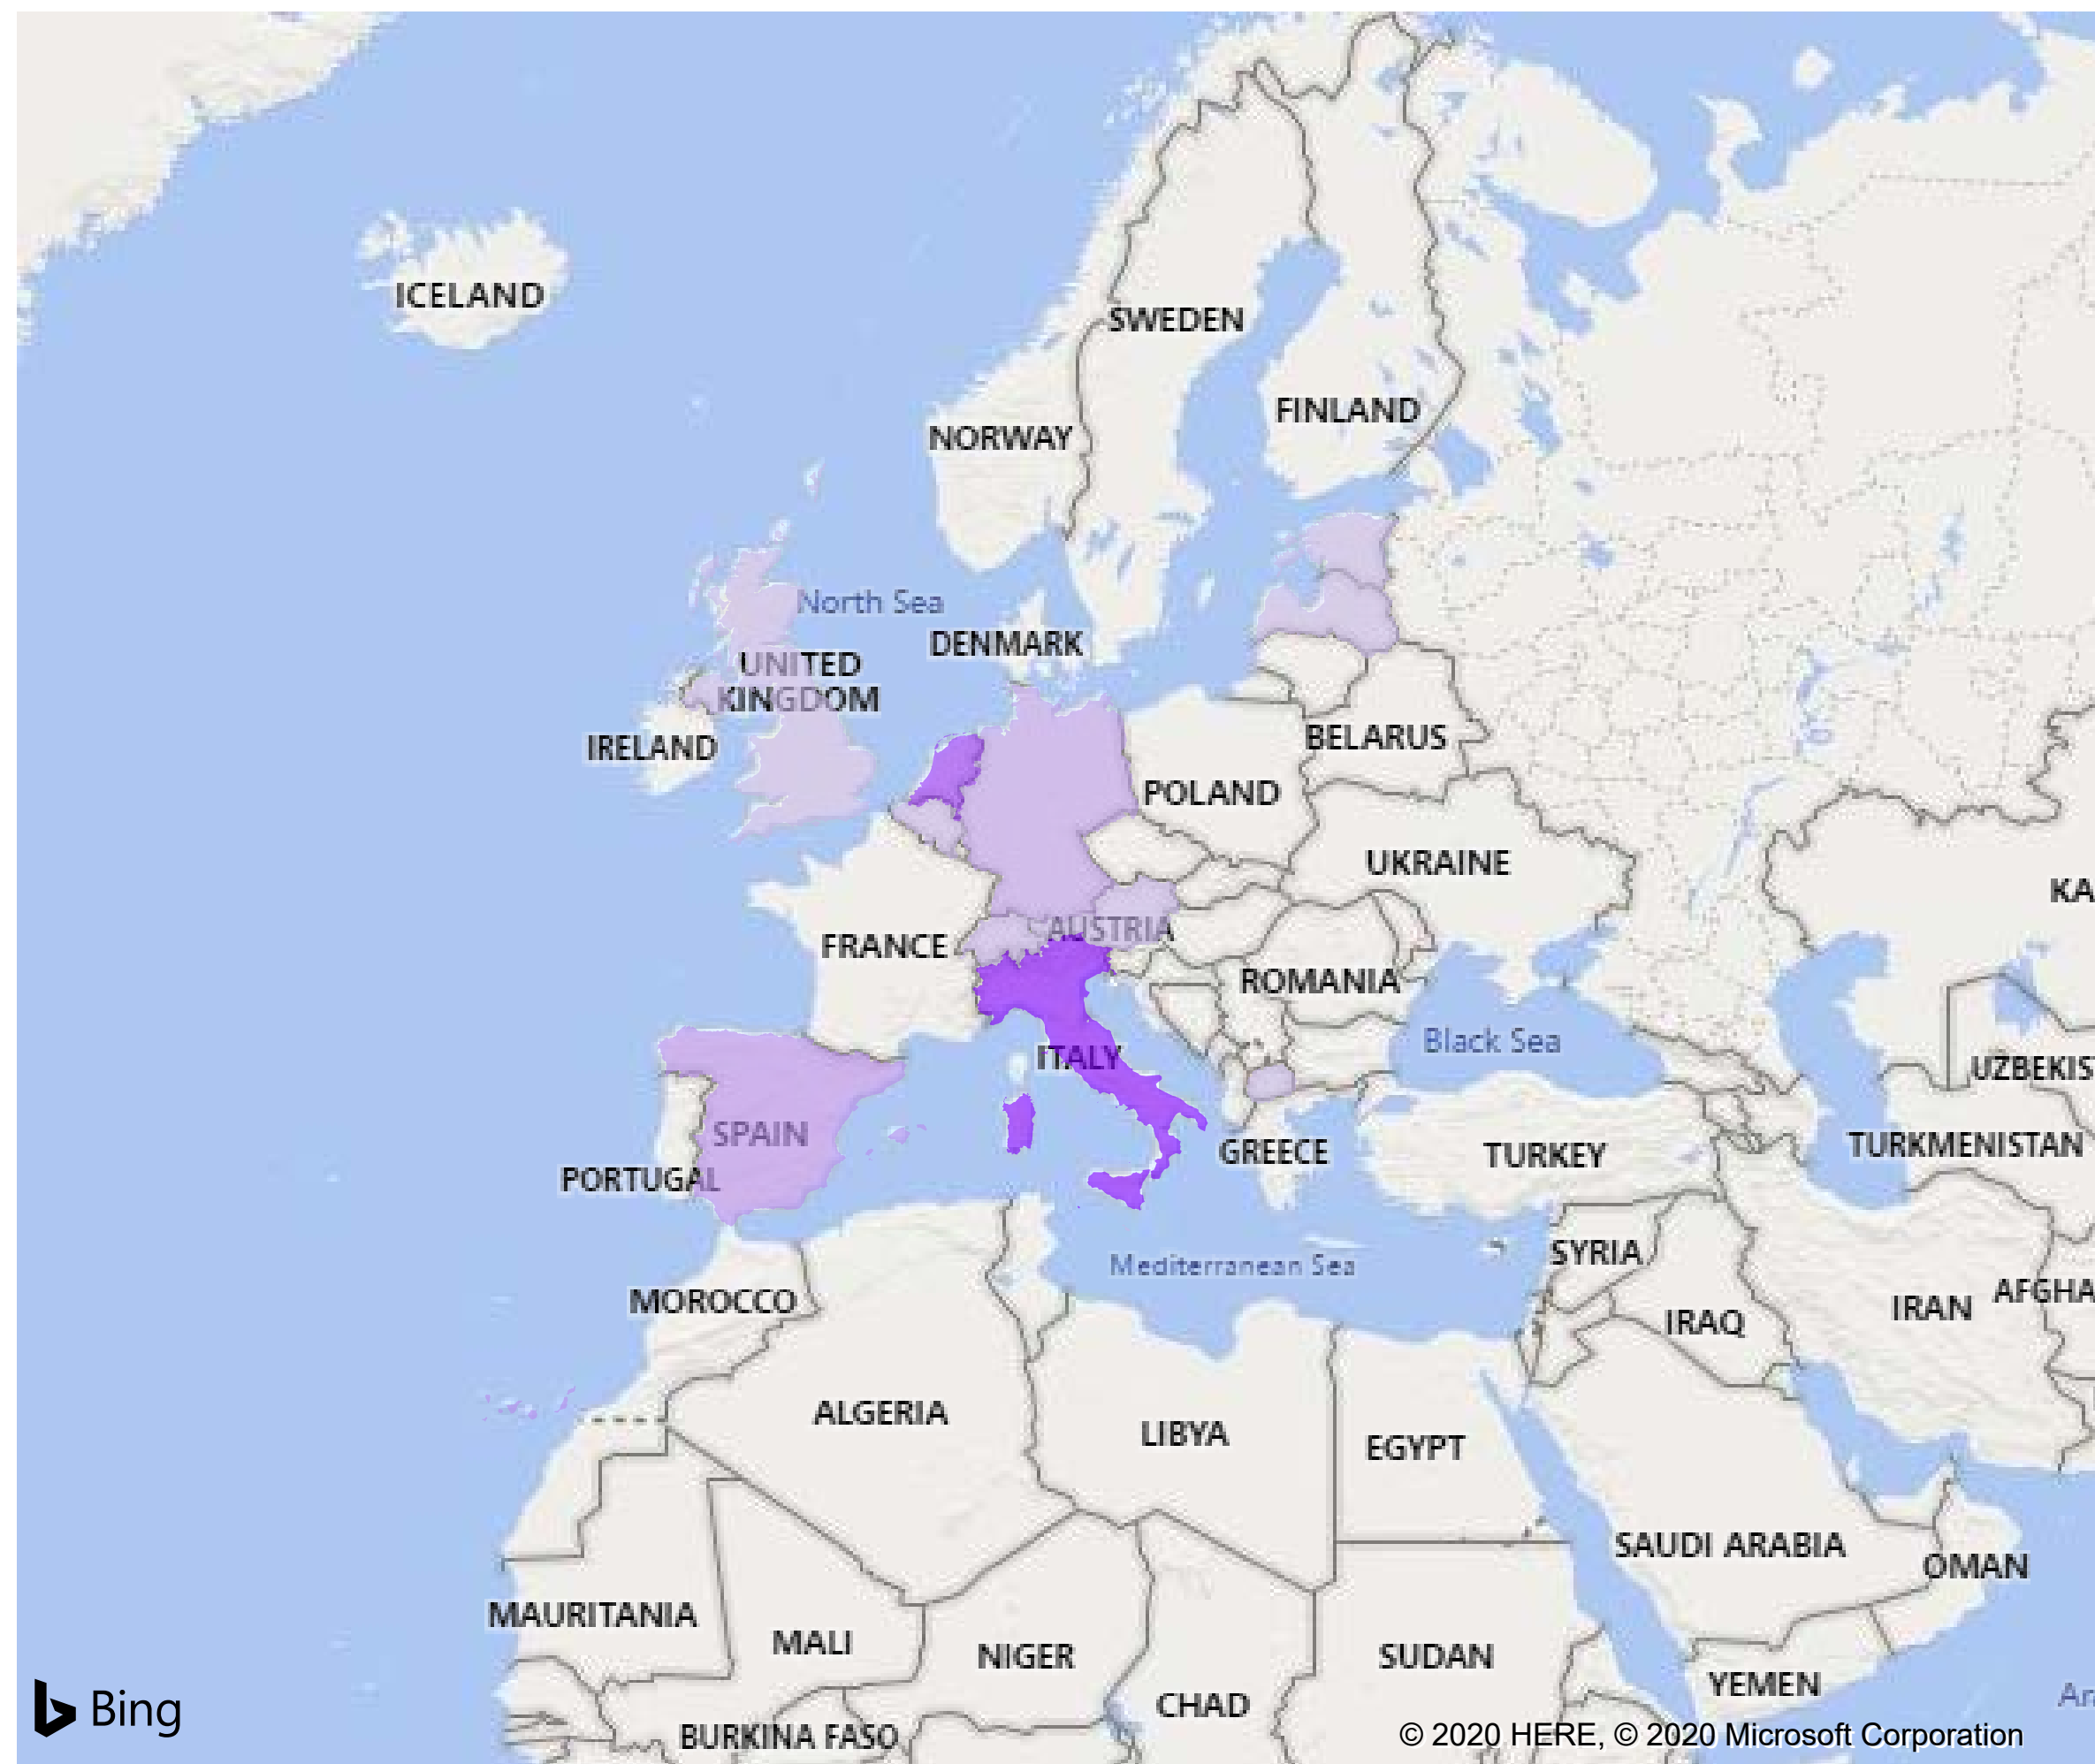 ICELAND
SWEDEN
FINLAND
NORWAY
North Sea
DENMARK
UNITED
KINGDOM
IRELAND
BELARUS
POLAND
UKRAINE
KA
AUSTRIA
FRANCE
ROMANIA
Black Sea
ITALY
UZBEKIS
SPAIN
GREECE
TURKEY
TURKMENISTAN
PORTUGAL
SYRIA
Mediterranean Sea
MOROCCO
IRAQ
IRAN
AFGHA
ALGERIA
LIBYA
EGYPT
SAUDI ARABIA
OMAN
MAURITANIA
MALI
NIGER
SUDAN
YEMEN
Ar
CHAD
Bing
BURKINA FASO
© 2020 HERE, © 2020 Microsoft Corporation